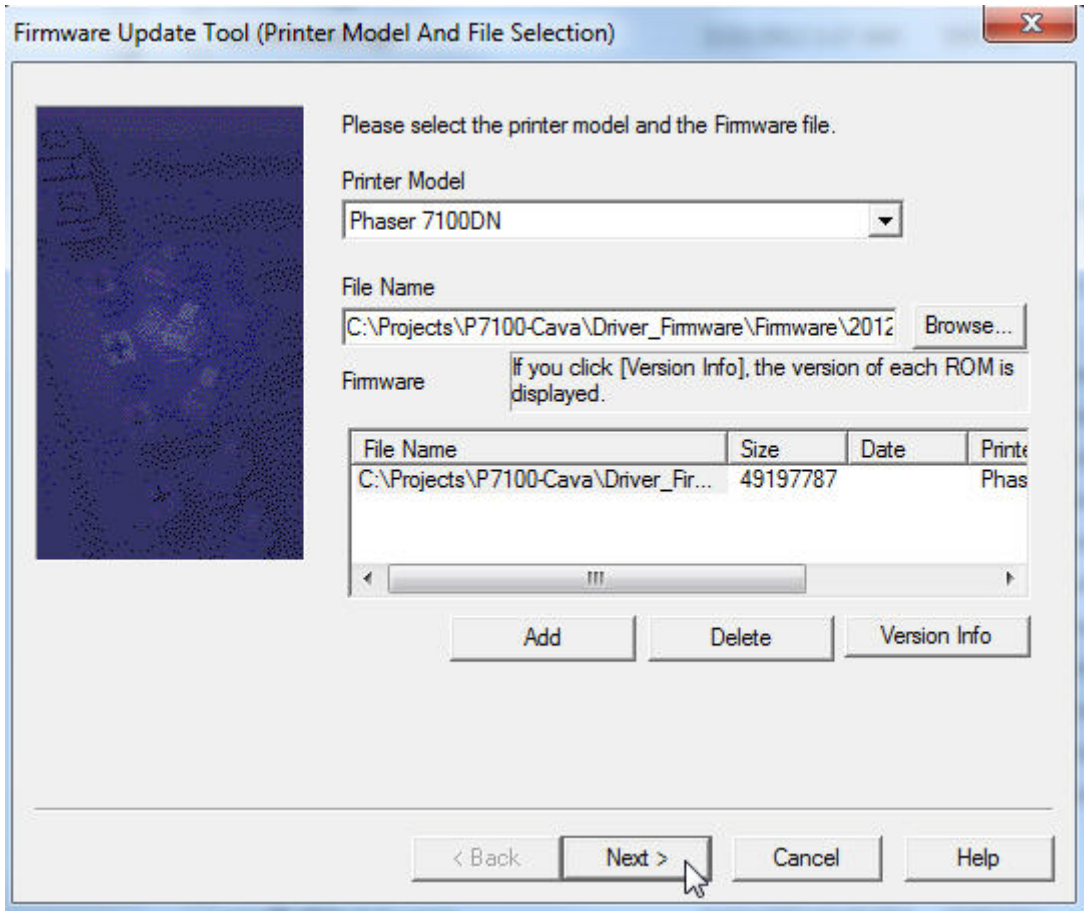 Firmware Update Tool (Printer Model And File Selection)
X
Please select the printer model and the Firmware file.
Printer Model
Phaser 7100DN
File Name
C:\Projects\P7100-Cava\Driver_Firmware\Firmware\2012
Browse...
Firmware
If you click [Version Info], the version of each ROM is
displayed.
File Name Size Date Printe
C:\Projects\P7100-Cava\Driver_Fir... 49197787 Phas
Add Delete Version Info
< Back Next > Cancel Help